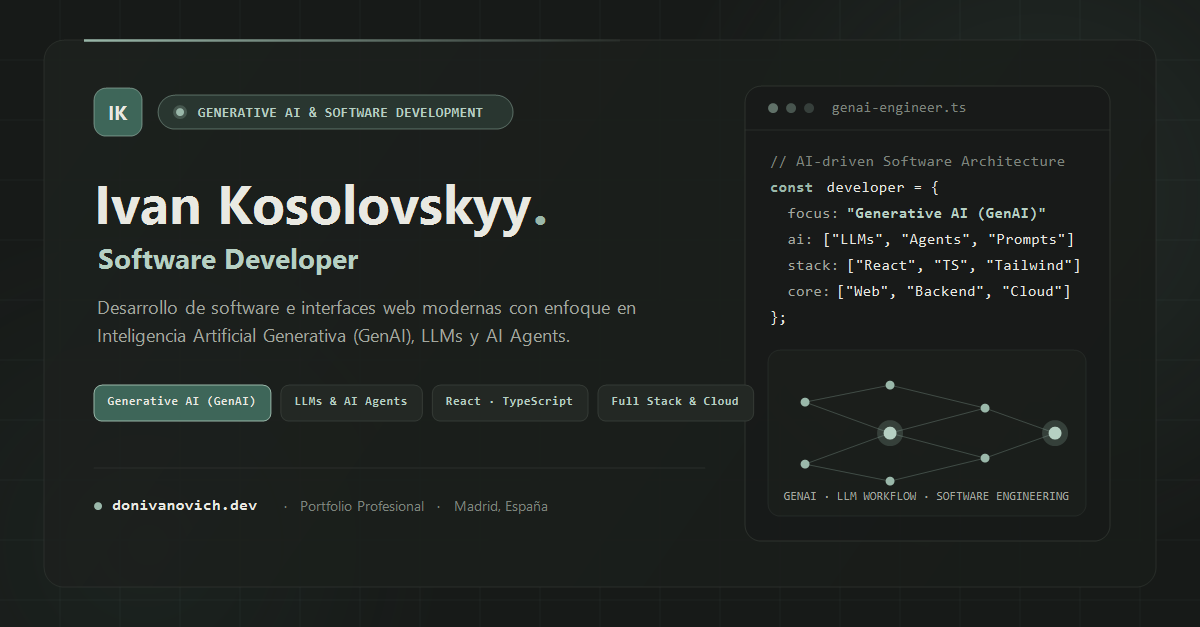 IK
GENERATIVE AI & SOFTWARE DEVELOPMENT
Ivan Kosolovskyy.
Software Developer
Desarrollo de software e interfaces web modernas con enfoque en
Inteligencia Artificial Generativa (GenAI), LLMs y AI Agents.
Generative AI (GenAI)
LLMs & AI Agents
React · TypeScript
Full Stack & Cloud
donivanovich.dev · Portfolio Profesional · Madrid, España
genai-engineer.ts
// AI-driven Software Architecture
const developer = {
focus: "Generative AI (GenAI)"
ai: ["LLMs", "Agents", "Prompts"]
stack: ["React", "TS", "Tailwind"]
core: ["Web", "Backend", "Cloud"]
};
GENAI · LLM WORKFLOW · SOFTWARE ENGINEERING